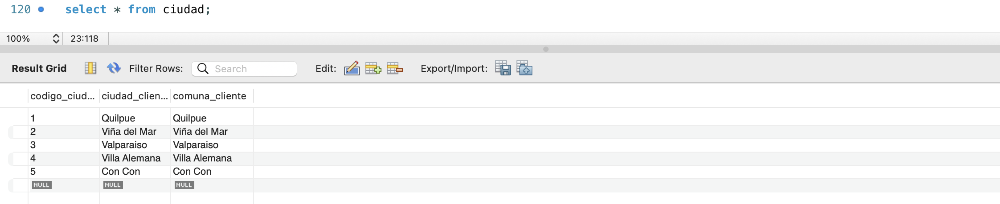 120 select * from ciudad;
100% 23:118
Result Grid Filter Rows: Search Edit: Export/Import:
codigo_ciud... ciudad_clien... comuna_cliente
1 Quilpue Quilpue
2 Viña del Mar Viña del Mar
3 Valparaiso Valparaiso
4 Villa Alemana Villa Alemana
5 Con Con Con Con
NULL NULL NULL